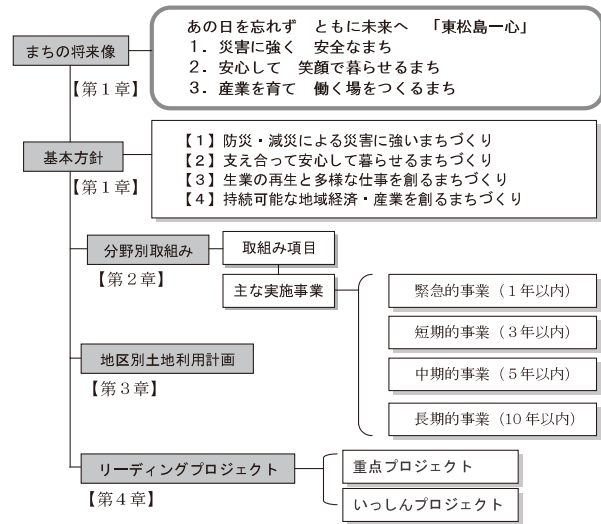 まちの将来像
【第１章】
あの日を忘れず　ともに未来へ　「東松島一心」
１．災害に強く　安全なまち
２．安心して　笑顔で暮らせるまち
３．産業を育て　働く場をつくるまち
基本方針
【第１章】
【１】防災・減災による災害に強いまちづくり
【２】支え合って安心して暮らせるまちづくり
【３】生業の再生と多様な仕事を創るまちづくり
【４】持続可能な地域経済・産業を創るまちづくり
分野別取組み
【第２章】
取組み項目
主な実施事業
緊急的事業（１年以内）
短期的事業（３年以内）
中期的事業（５年以内）
長期的事業（10年以内）
地区別土地利用計画
【第３章】
リーディングプロジェクト
【第４章】
重点プロジェクト
いっしんプロジェクト